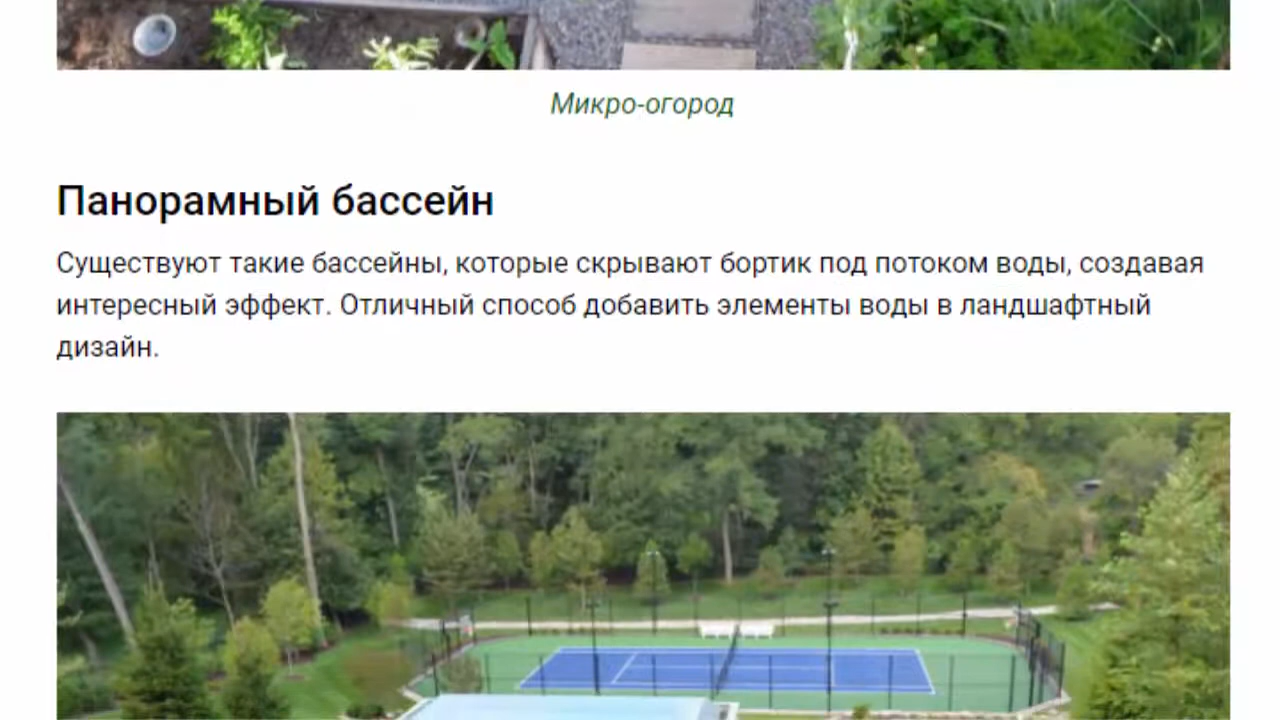 Микро-огород
Панорамный бассейн
Существуют такие бассейны, которые скрывают бортик под потоком воды, создавая
интересный эффект. Отличный способ добавить элементы воды в ландшафтный
дизайн.